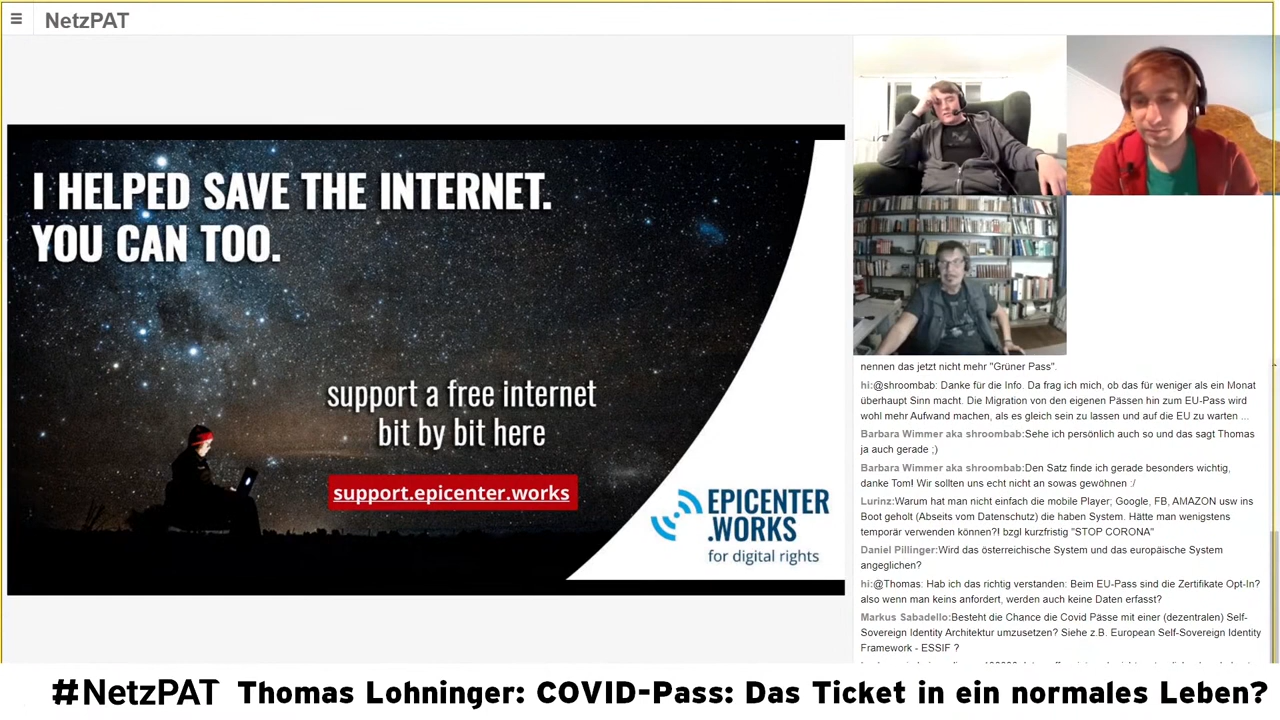 NetzPAT
I HELPED SAVE THE INTERNET.
YOU CAN TOO.
support a free internet
bit by bit here
support.epicenter.works
EPICENTER
.WORKS
for digital rights
nennen das jetzt nicht mehr "Grüner Pass".
hi:@shroombab: Danke für die Info. Da frag ich mich, ob das für weniger als ein Monat
überhaupt Sinn macht. Die Migration von den eigenen Pässen hin zum EU-Pass wird
wohl mehr Aufwand machen, als es gleich sein zu lassen und auf die EU zu warten ...
Barbara Wimmer aka shroombab:Sehe ich persönlich auch so und das sagt Thomas
ja auch gerade ;)
Barbara Wimmer aka shroombab:Den Satz finde ich gerade besonders wichtig,
danke Tom! Wir sollten uns echt nicht an sowas gewöhnen :/
Lurinz:Warum hat man nicht einfach die mobile Player; Google, FB, AMAZON usw ins
Boot geholt (Abseits vom Datenschutz) die haben System. Hätte man wenigstens
temporär verwenden können?I bzgl kurzfristig "STOP CORONA"
Daniel Pillinger:Wird das österreichische System und das europäische System
angeglichen?
hi:@Thomas: Hab ich das richtig verstanden: Beim EU-Pass sind die Zertifikate Opt-In?
also wenn man keins anfordert, werden auch keine Daten erfasst?
Markus Sabadello:Besteht die Chance die Covid Pässe mit einer (dezentralen) Self-
Sovereign Identity Architektur umzusetzen? Siehe z.B. European Self-Sovereign Identity
Framework - ESSIF ?
#NetzPAT Thomas Lohninger: COVID-Pass: Das Ticket in ein normales Leben?